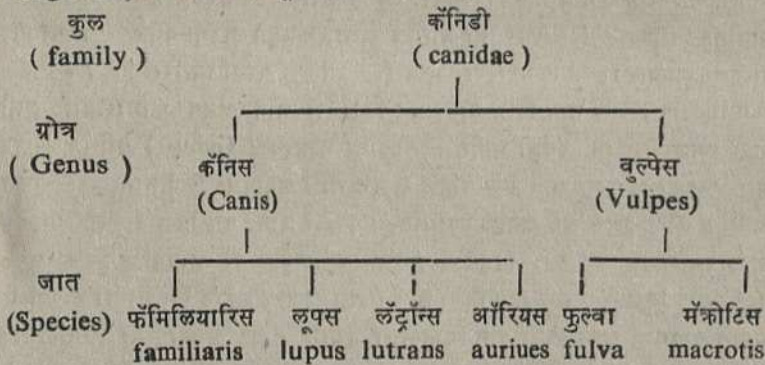 कुल कॅनिडी
( family ) ( canidae )
ग्रोत्र
( Genus ) कॅनिस वुल्पेस
(Canis) (Vulpes)
जात
(Species) फॅमिलियारिस लूपस लॅट्रॉन्स ऑरियस फुल्वा मॅक्रोटिस
familiaris lupus lutrans auriues fulva macrotis